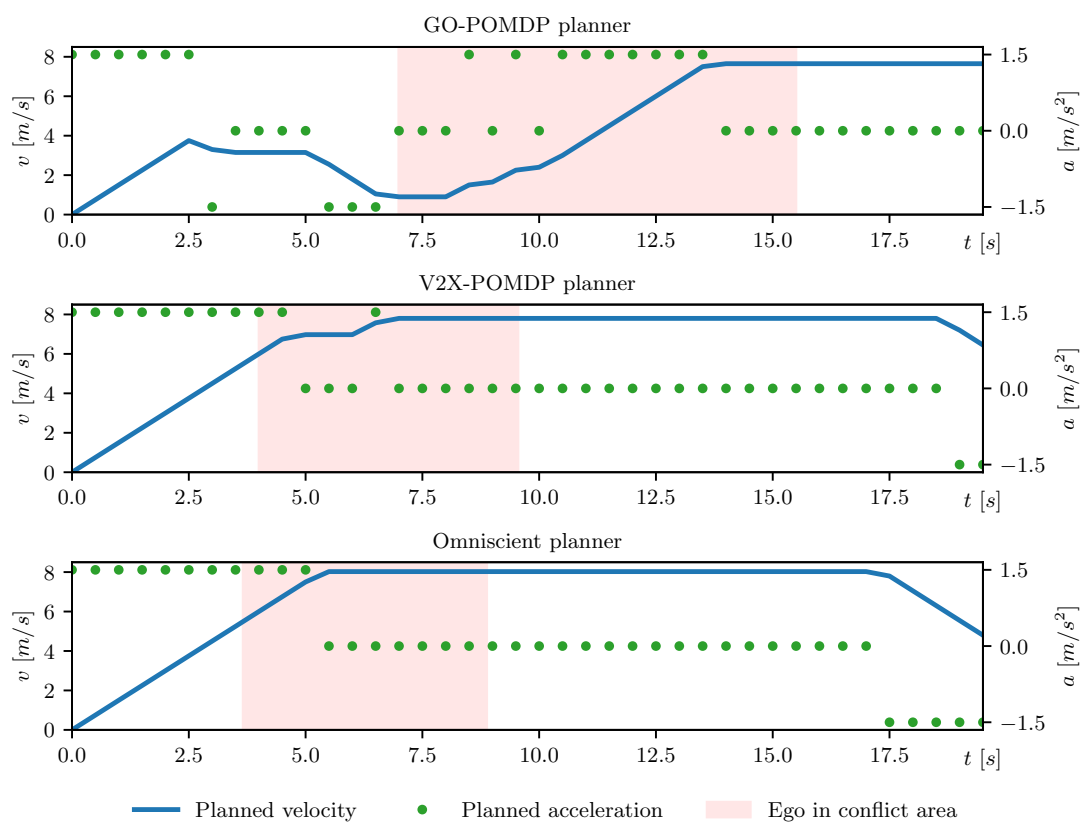 GO-POMDP planner
8
6
4
2
0
v [m/s]
1.5
0.0
−1.5
a [m/s²]
0.0 2.5 5.0 7.5 10.0 12.5 15.0 17.5 t [s]
V2X-POMDP planner
8
6
4
2
0
v [m/s]
1.5
0.0
−1.5
a [m/s²]
0.0 2.5 5.0 7.5 10.0 12.5 15.0 17.5 t [s]
Omniscient planner
8
6
4
2
0
v [m/s]
1.5
0.0
−1.5
a [m/s²]
0.0 2.5 5.0 7.5 10.0 12.5 15.0 17.5 t [s]
Planned velocity Planned acceleration Ego in conflict area